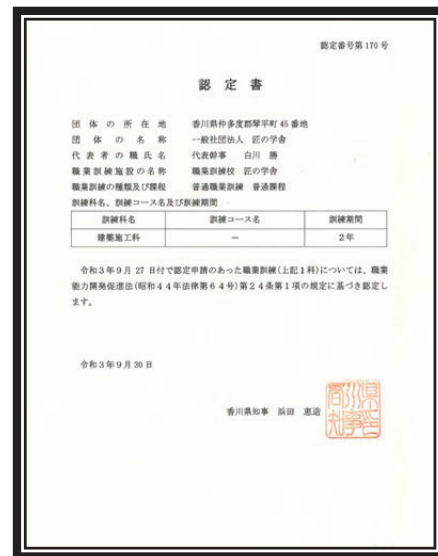 認定番号第170号
認定書
団体の所在地 香川県仲多度郡琴平町45番地
団体の名称 一般社団法人 匠の学舎
代表者の職氏名 代表幹事 白川 勝
職業訓練施設の名称 職業訓練校 匠の学舎
職業訓練の種類及び課程 普通職業訓練 普通課程
訓練科名、訓練コース名及び訓練期間
訓練科名 訓練コース名 訓練期間
建築施工科 － 2年
令和3年9月27日付で認定申請のあった職業訓練(上記1科)については、職業
能力開発促進法(昭和44年法律第64号)第24条第1項の規定に基づき認定し
ます。
令和3年9月30日
香川県知事 浜田 恵造
香川県知事之印